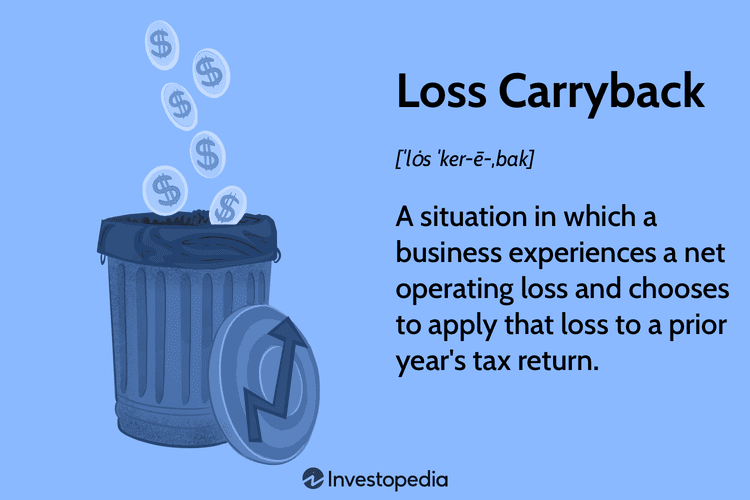 Loss Carryback
[ˈlȯs ˈker-ē-ˌbak]
A situation in which a
business experiences a net
operating loss and chooses
to apply that loss to a prior
year's tax return.
$
$
$
$
$
$
Investopedia